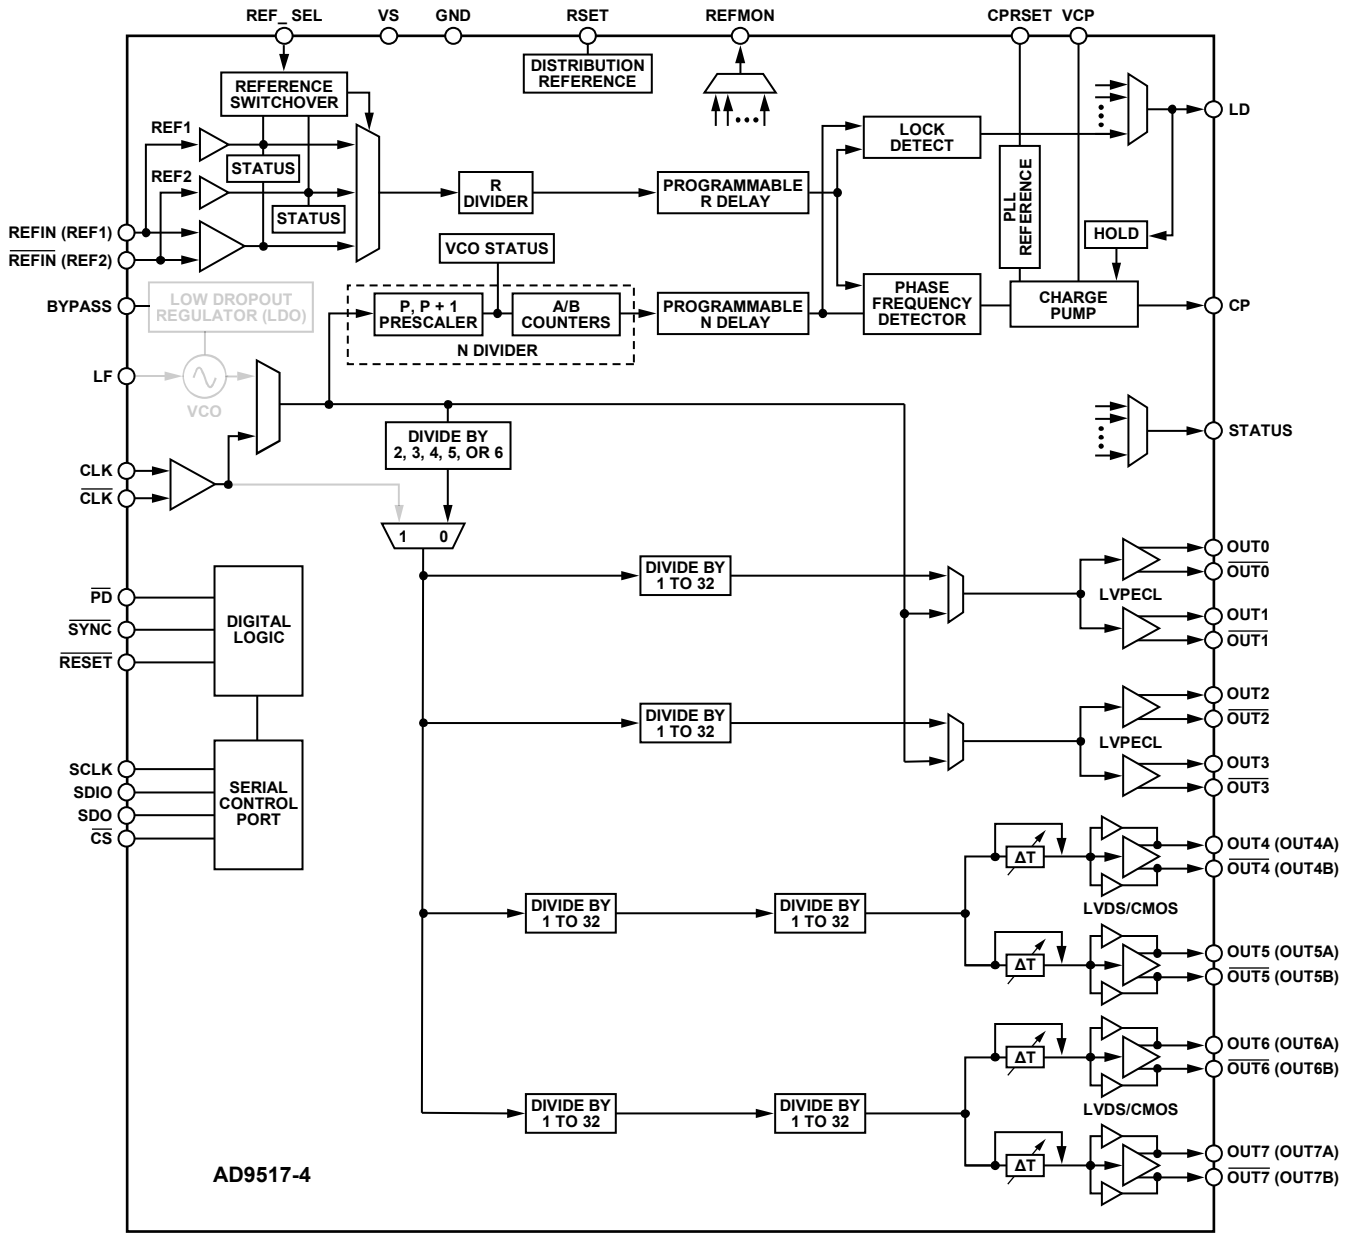 REF_ SEL
VS
GND
RSET
REFMON
CPRSET
VCP
DISTRIBUTION
REFERENCE
REFERENCE
SWITCHOVER
REF1
STATUS
REF2
STATUS
REFIN (REF1)
REFIN (REF2)
BYPASS
LF
CLK
CLK
PD
SYNC
RESET
SCLK
SDIO
SDO
CS
R
DIVIDER
PROGRAMMABLE
R DELAY
LOCK
DETECT
PLL
REFERENCE
HOLD
LD
VCO STATUS
LOW DROPOUT
REGULATOR (LDO)
VCO
P, P + 1
PRESCALER
A/B
COUNTERS
N DIVIDER
PROGRAMMABLE
N DELAY
PHASE
FREQUENCY
DETECTOR
CHARGE
PUMP
CP
STATUS
DIVIDE BY
2, 3, 4, 5, OR 6
1 0
DIGITAL
LOGIC
SERIAL
CONTROL
PORT
DIVIDE BY
1 TO 32
LVPECL
OUT0
OUT0
OUT1
OUT1
DIVIDE BY
1 TO 32
LVPECL
OUT2
OUT2
OUT3
OUT3
DIVIDE BY
1 TO 32
DIVIDE BY
1 TO 32
ΔT
ΔT
LVDS/CMOS
OUT4 (OUT4A)
OUT4 (OUT4B)
OUT5 (OUT5A)
OUT5 (OUT5B)
DIVIDE BY
1 TO 32
DIVIDE BY
1 TO 32
ΔT
ΔT
LVDS/CMOS
OUT6 (OUT6A)
OUT6 (OUT6B)
OUT7 (OUT7A)
OUT7 (OUT7B)
AD9517-4